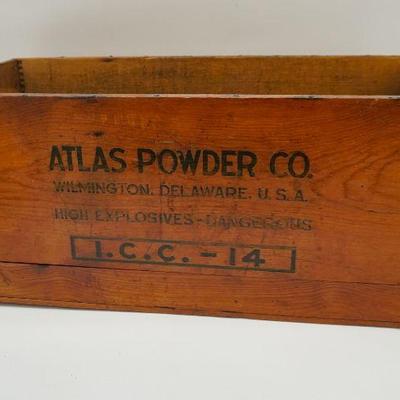 ATLAS POWDER CO.
WILMINGTON, DELAWARE, U.S.A.
HIGH EXPLOSIVES-DANGEROUS
I.C.C. - 14